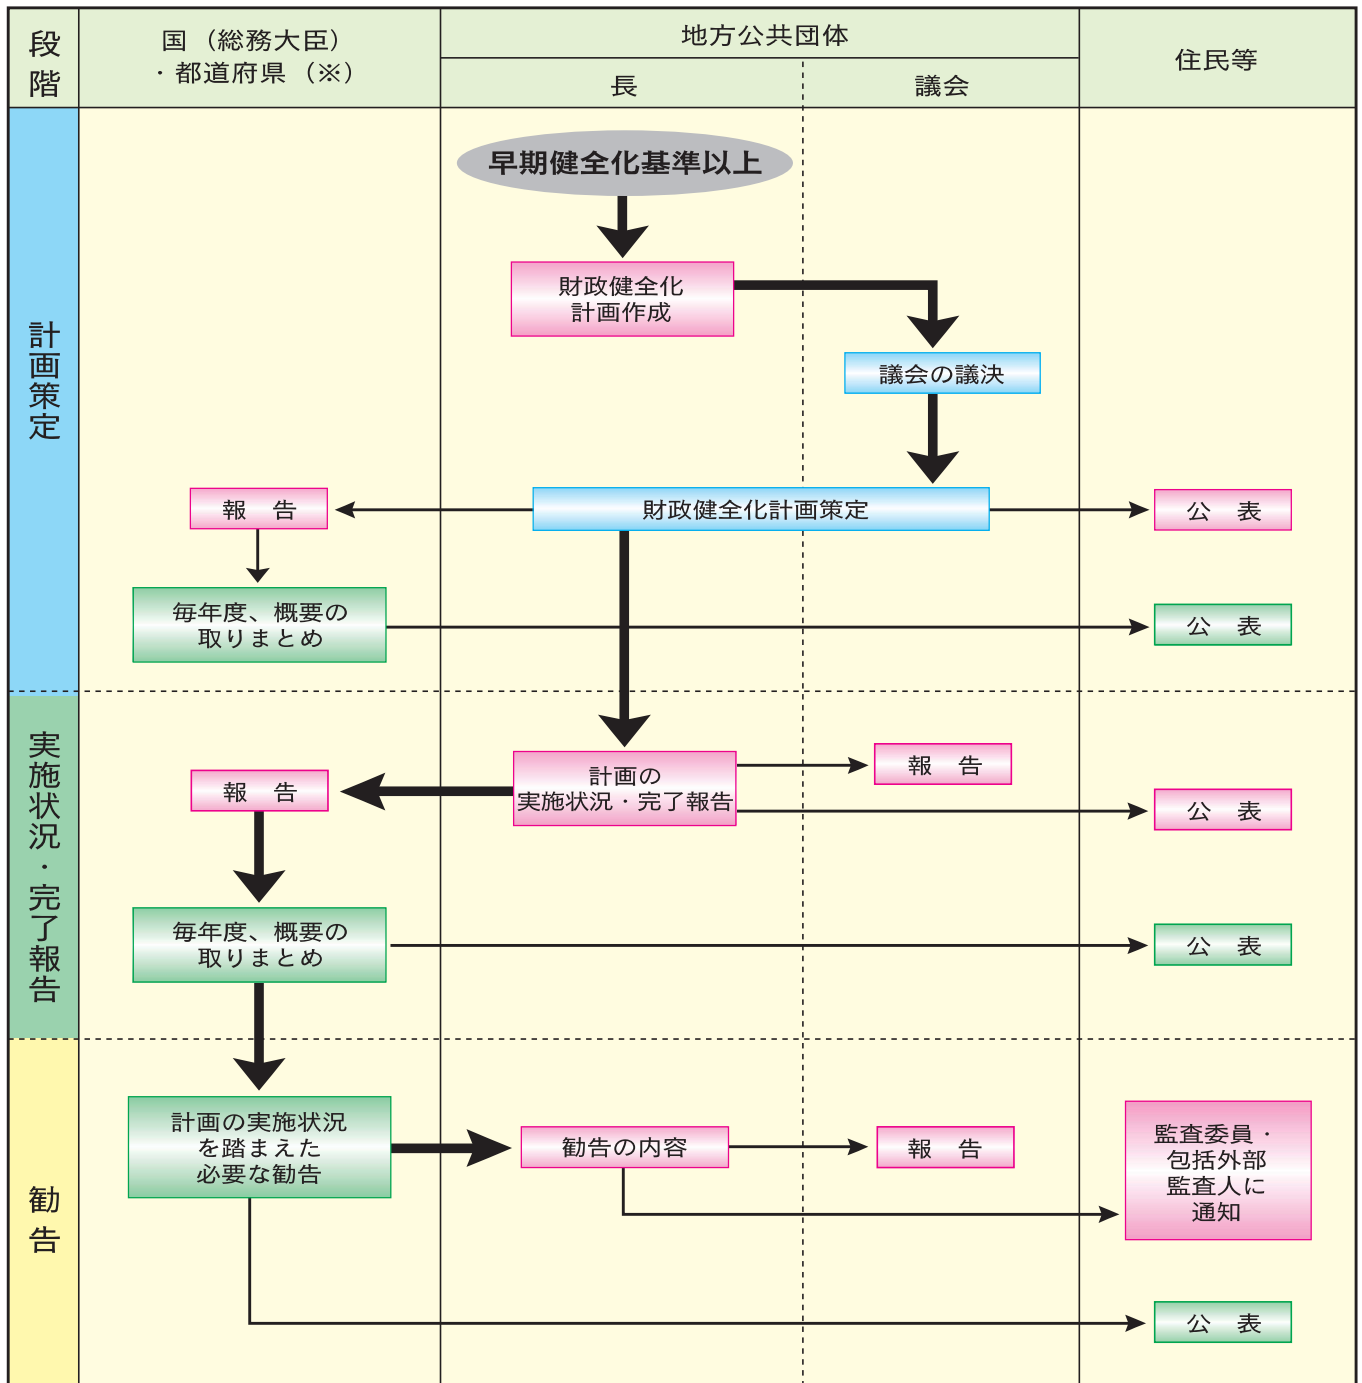 段階
国（総務大臣）
・都道府県（※）
地方公共団体
長
議会
住民等
計画策定
早期健全化基準以上
財政健全化
計画作成
議会の議決
報　告
財政健全化計画策定
公　表
毎年度、概要の
取りまとめ
公　表
実施状況・完了報告
計画の
実施状況・完了報告
報　告
報　告
公　表
毎年度、概要の
取りまとめ
公　表
勧告
計画の実施状況
を踏まえた
必要な勧告
勧告の内容
報　告
監査委員・
包括外部
監査人に
通知
公　表